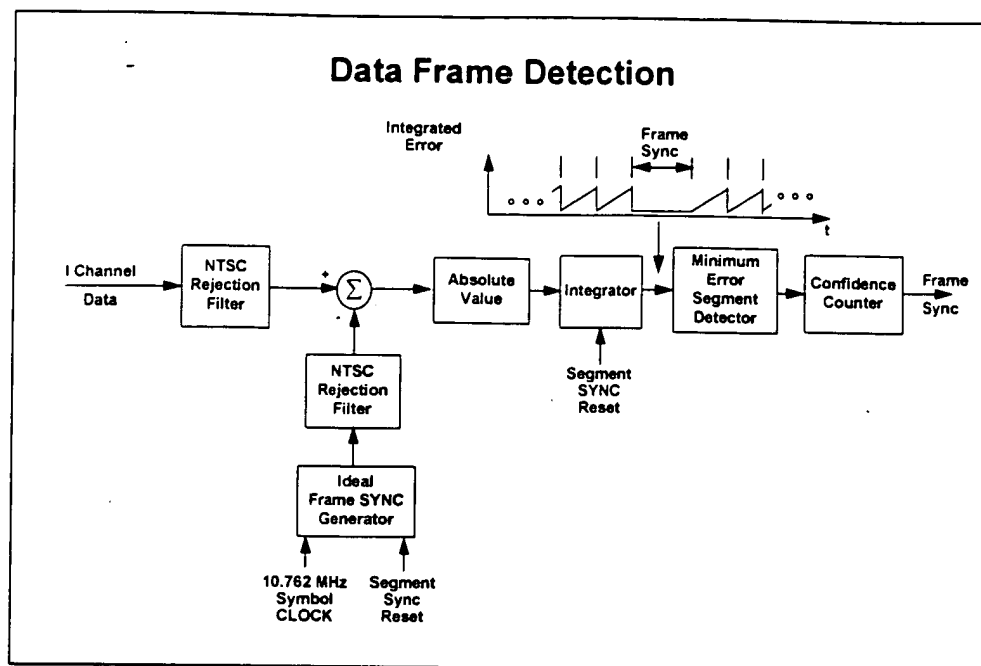 Data Frame Detection
Integrated
Error
Frame
Sync
t
I Channel
Data
NTSC
Rejection
Filter
+
Σ
-
Absolute
Value
Integrator
Minimum
Error
Segment
Detector
Confidence
Counter
Frame
Sync
NTSC
Rejection
Filter
Segment
SYNC
Reset
Ideal
Frame SYNC
Generator
10.762 MHz
Symbol
CLOCK
Segment
Sync
Reset